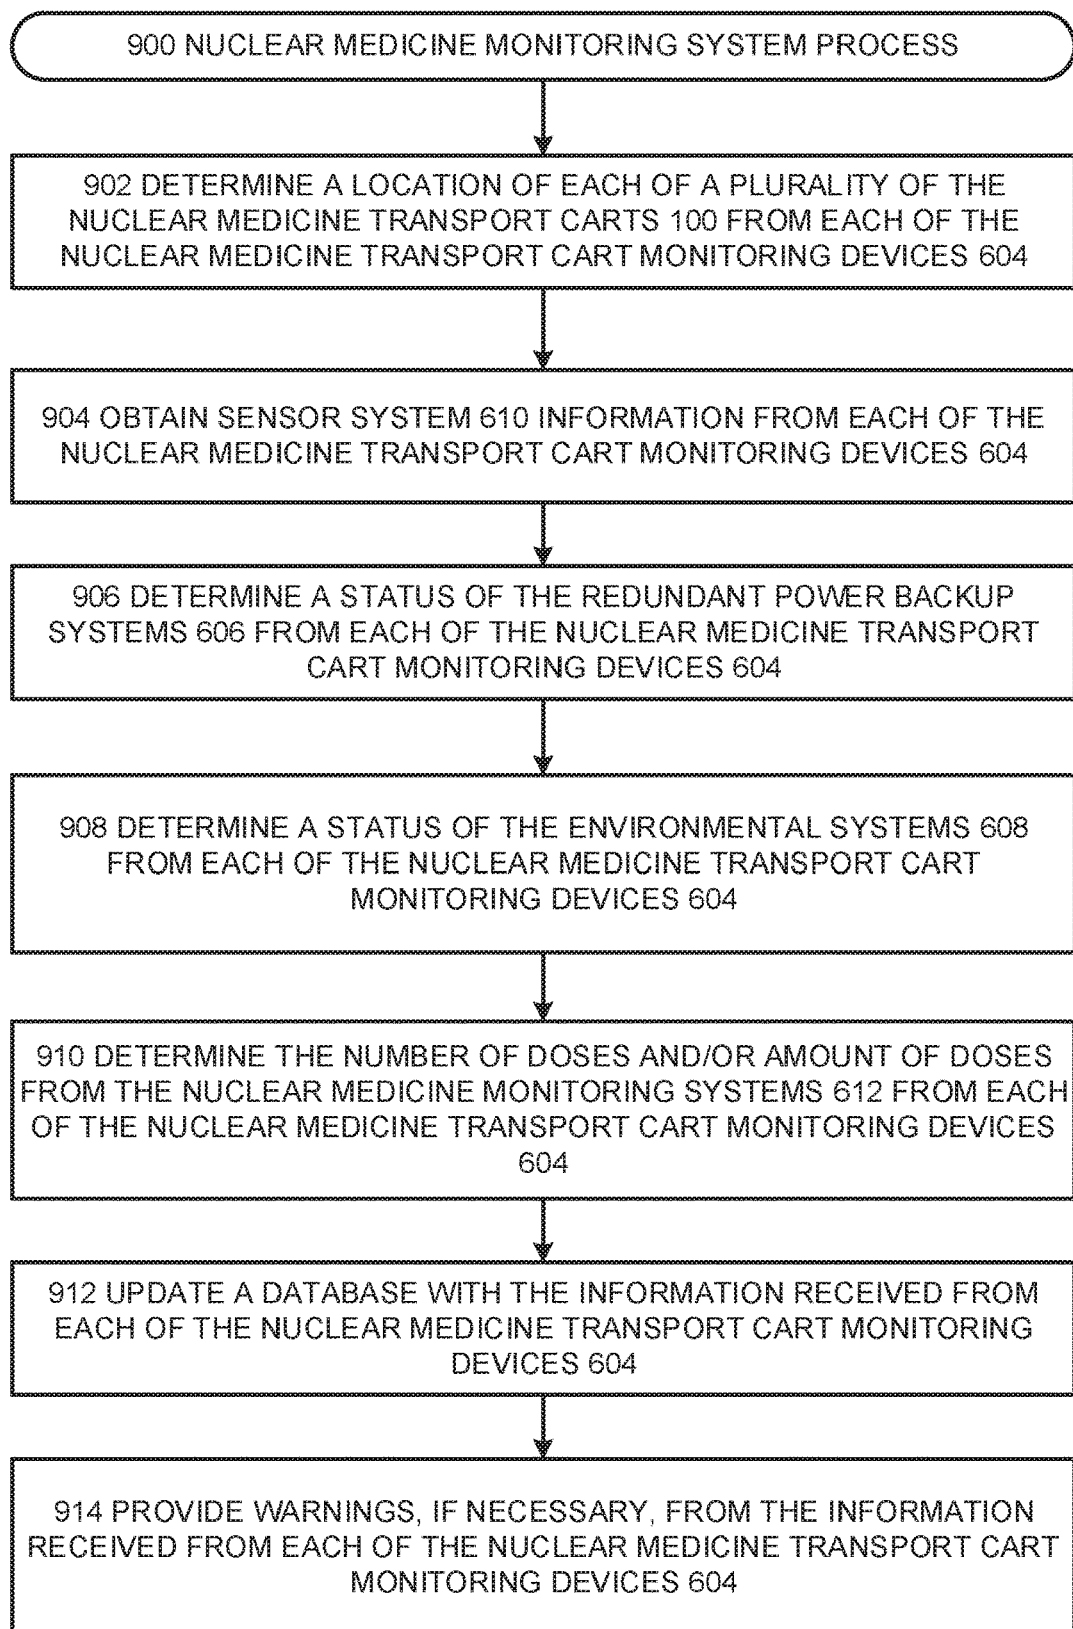 900 NUCLEAR MEDICINE MONITORING SYSTEM PROCESS
902 DETERMINE A LOCATION OF EACH OF A PLURALITY OF THE
NUCLEAR MEDICINE TRANSPORT CARTS 100 FROM EACH OF THE
NUCLEAR MEDICINE TRANSPORT CART MONITORING DEVICES 604
904 OBTAIN SENSOR SYSTEM 610 INFORMATION FROM EACH OF THE
NUCLEAR MEDICINE TRANSPORT CART MONITORING DEVICES 604
906 DETERMINE A STATUS OF THE REDUNDANT POWER BACKUP
SYSTEMS 606 FROM EACH OF THE NUCLEAR MEDICINE TRANSPORT
CART MONITORING DEVICES 604
908 DETERMINE A STATUS OF THE ENVIRONMENTAL SYSTEMS 608
FROM EACH OF THE NUCLEAR MEDICINE TRANSPORT CART
MONITORING DEVICES 604
910 DETERMINE THE NUMBER OF DOSES AND/OR AMOUNT OF DOSES
FROM THE NUCLEAR MEDICINE MONITORING SYSTEMS 612 FROM EACH
OF THE NUCLEAR MEDICINE TRANSPORT CART MONITORING DEVICES
604
912 UPDATE A DATABASE WITH THE INFORMATION RECEIVED FROM
EACH OF THE NUCLEAR MEDICINE TRANSPORT CART MONITORING
DEVICES 604
914 PROVIDE WARNINGS, IF NECESSARY, FROM THE INFORMATION
RECEIVED FROM EACH OF THE NUCLEAR MEDICINE TRANSPORT CART
MONITORING DEVICES 604